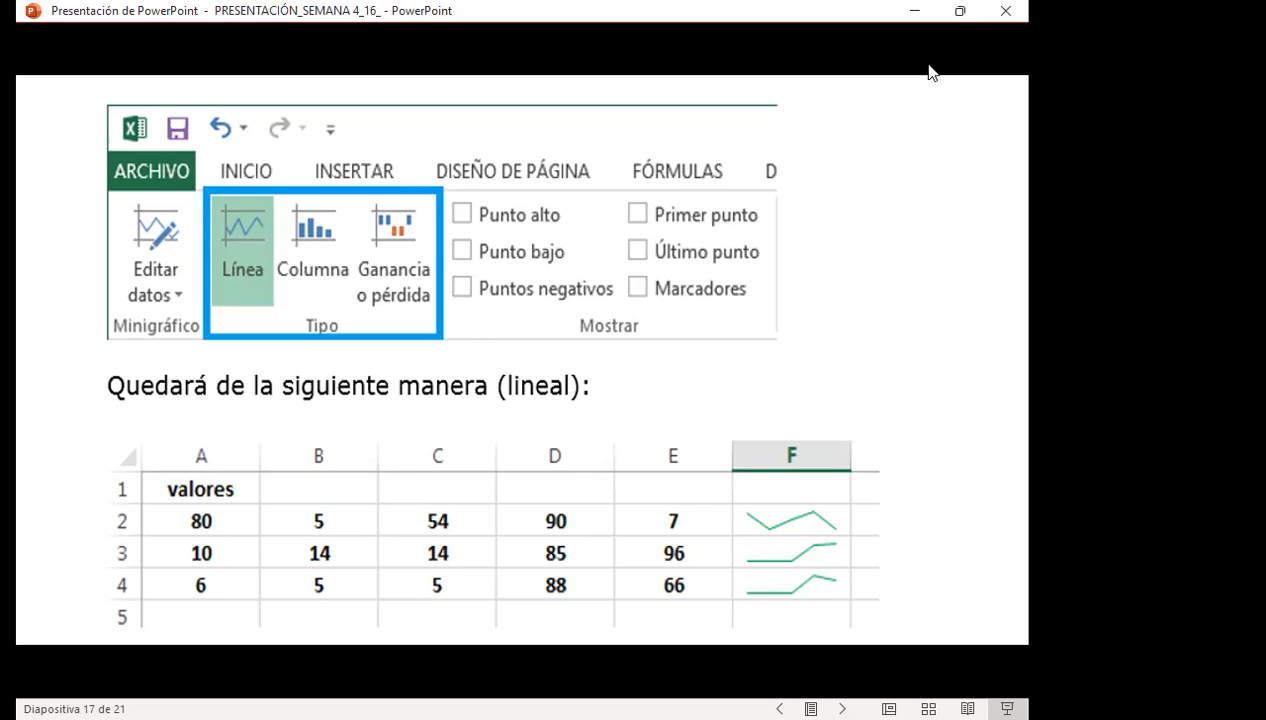 Presentación de PowerPoint - PRESENTACIÓN_SEMANA 4_16_ - PowerPoint
ARCHIVO INICIO INSERTAR DISEÑO DE PÁGINA FÓRMULAS D
Editar datos
Línea Columna Ganancia o pérdida
Punto alto Primer punto
Punto bajo Último punto
Puntos negativos Marcadores
Minigráfico Tipo Mostrar
Quedará de la siguiente manera (lineal):
A B C D E F
1 valores
2 80 5 54 90 7
3 10 14 14 85 96
4 6 5 5 88 66
5
Diapositiva 17 de 21